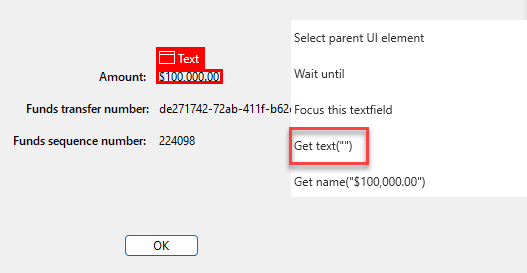 Text
Amount: $100,000.00
Funds transfer number: de271742-72ab-411f-b62
Funds sequence number: 224098
OK
Select parent UI element
Wait until
Focus this textfield
Get text("")
Get name("$100,000.00")